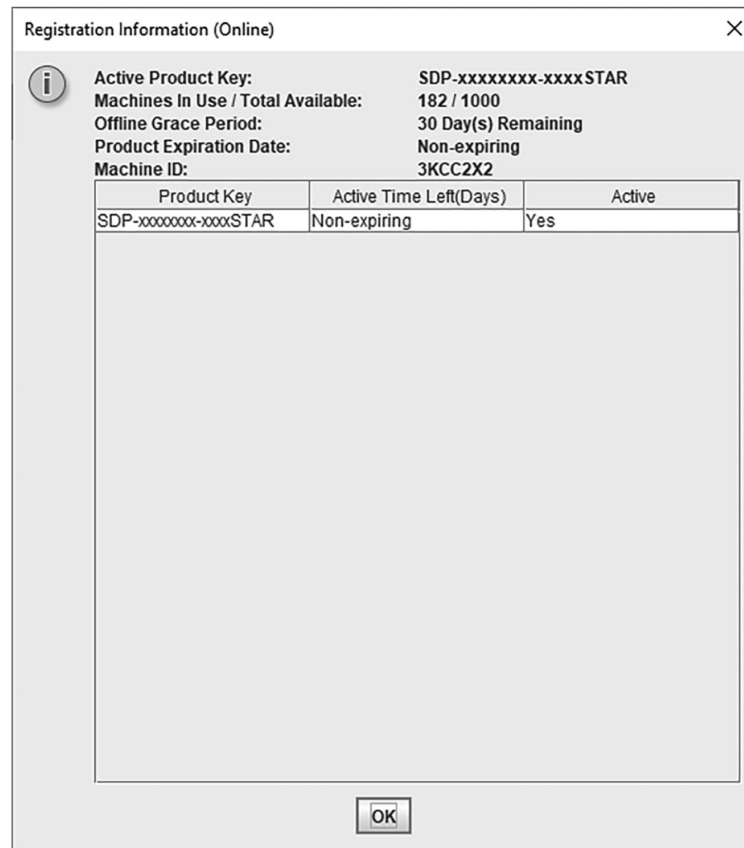 Registration Information (Online)
Active Product Key: SDP-xxxxxxxx-xxxxSTAR
Machines In Use / Total Available: 182 / 1000
Offline Grace Period: 30 Day(s) Remaining
Product Expiration Date: Non-expiring
Machine ID: 3KCC2X2
Product Key Active Time Left(Days) Active
SDP-xxxxxxxx-xxxxSTAR Non-expiring Yes
OK